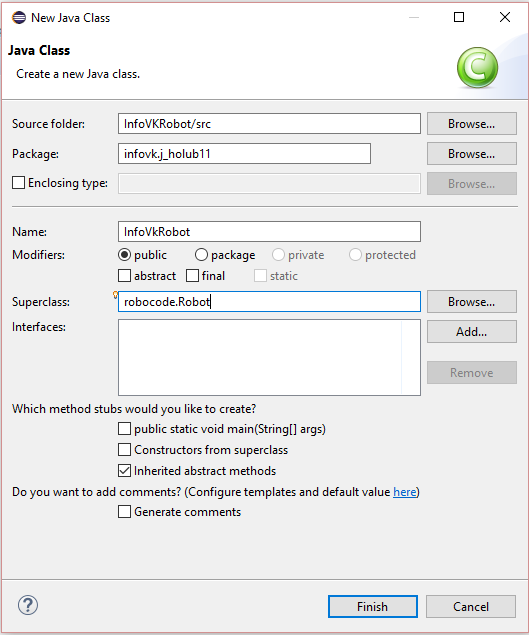 New Java Class
Java Class
Create a new Java class.
C
Source folder: InfoVKRobot/src Browse...
Package: infovk.j_holub11 Browse...
Enclosing type: Browse...
Name: InfoVkRobot
Modifiers: public package private protected
abstract final static
Superclass: robocode.Robot Browse...
Interfaces: Add...
Remove
Which method stubs would you like to create?
public static void main(String[] args)
Constructors from superclass
Inherited abstract methods
Do you want to add comments? (Configure templates and default value here)
Generate comments
? Finish Cancel